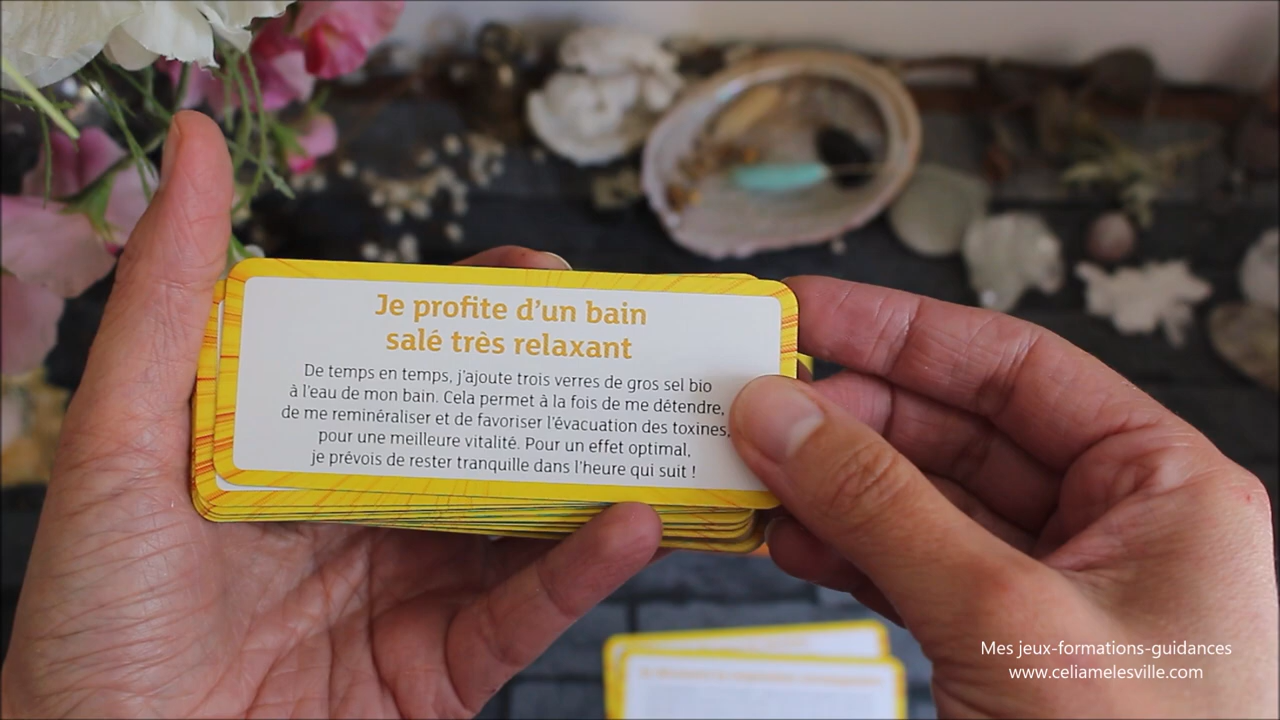 Je profite d'un bain
salé très relaxant
De temps en temps, j'ajoute trois verres de gros sel bio
à l'eau de mon bain. Cela permet à la fois de me détendre,
de me reminéraliser et de favoriser l'évacuation des toxines,
pour une meilleure vitalité. Pour un effet optimal,
je prévois de rester tranquille dans l'heure qui suit !
Mes jeux-formations-guidances
www.celiamelesville.com